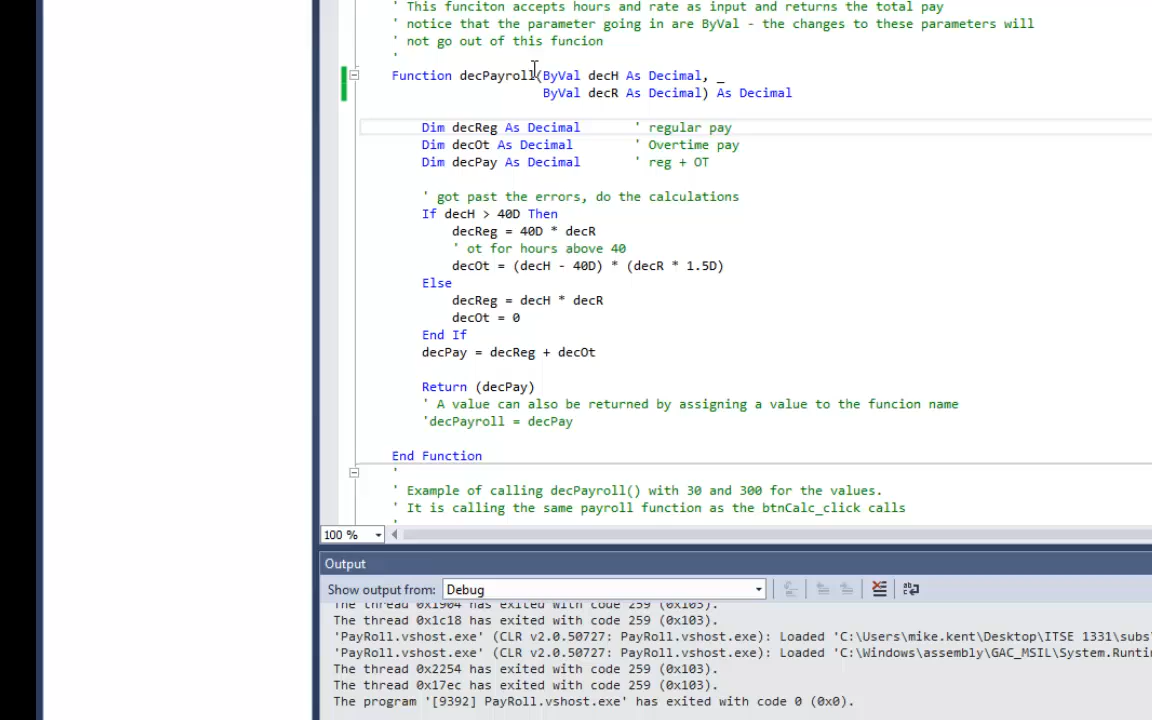 ' This funciton accepts hours and rate as input and returns the total pay
' notice that the parameter going in are ByVal - the changes to these parameters will
' not go out of this funcion
'
Function decPayroll(ByVal decH As Decimal, _
ByVal decR As Decimal) As Decimal
Dim decReg As Decimal ' regular pay
Dim decOt As Decimal ' Overtime pay
Dim decPay As Decimal ' reg + OT
' got past the errors, do the calculations
If decH > 40D Then
decReg = 40D * decR
' ot for hours above 40
decOt = (decH - 40D) * (decR * 1.5D)
Else
decReg = decH * decR
decOt = 0
End If
decPay = decReg + decOt
Return (decPay)
' A value can also be returned by assigning a value to the funcion name
'decPayroll = decPay
End Function
'
' Example of calling decPayroll() with 30 and 300 for the values.
' It is calling the same payroll function as the btnCalc_click calls
'
100 %
Output
Show output from: Debug
The thread 0x1904 has exited with code 259 (0x103).
The thread 0x1c18 has exited with code 259 (0x103).
'PayRoll.vshost.exe' (CLR v2.0.50727: PayRoll.vshost.exe): Loaded 'C:\Users\mike.kent\Desktop\ITSE 1331\subs
'PayRoll.vshost.exe' (CLR v2.0.50727: PayRoll.vshost.exe): Loaded 'C:\Windows\assembly\GAC_MSIL\System.Runtim
The thread 0x2254 has exited with code 259 (0x103).
The thread 0x17ec has exited with code 259 (0x103).
The program '[9392] PayRoll.vshost.exe' has exited with code 0 (0x0).